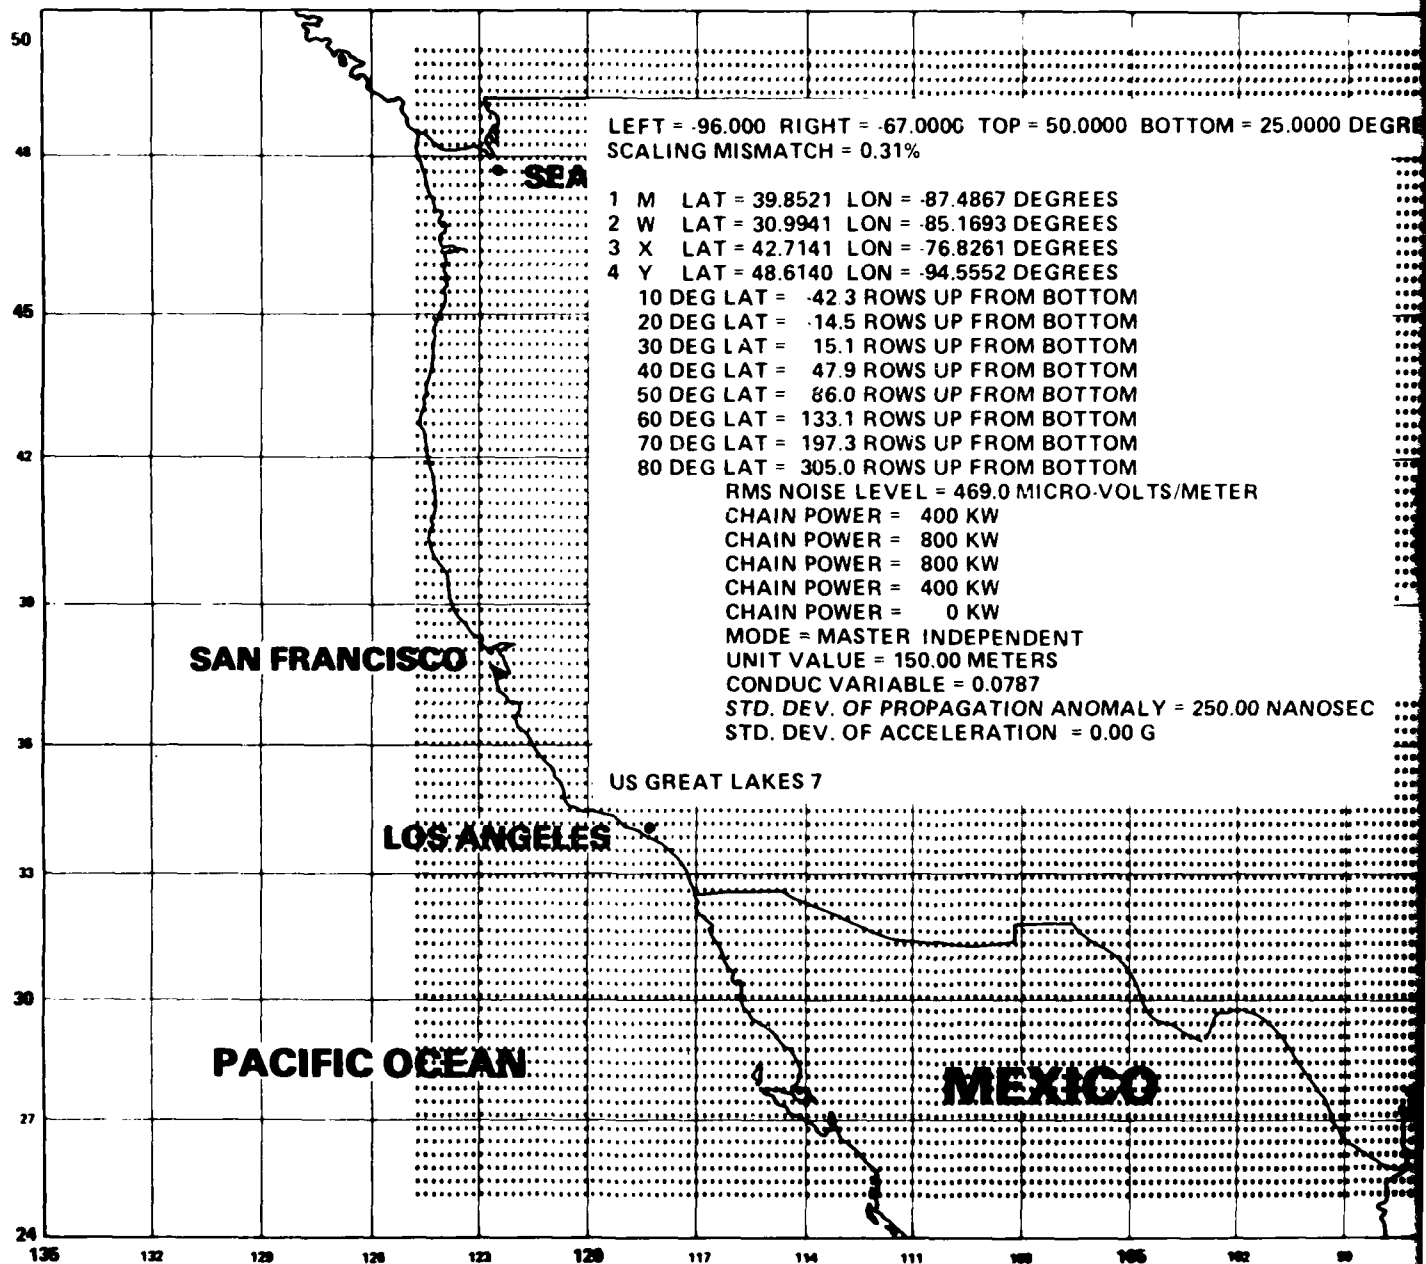 50
LEFT = -96.000 RIGHT = -67.0000 TOP = 50.0000 BOTTOM = 25.0000 DEGRE
SCALING MISMATCH = 0.31%
48
SEA
1 M LAT = 39.8521 LON = -87.4867 DEGREES
2 W LAT = 30.9941 LON = -85.1693 DEGREES
3 X LAT = 42.7141 LON = -76.8261 DEGREES
4 Y LAT = 48.6140 LON = -94.5552 DEGREES
10 DEG LAT = -42.3 ROWS UP FROM BOTTOM
20 DEG LAT = -14.5 ROWS UP FROM BOTTOM
45
30 DEG LAT = 15.1 ROWS UP FROM BOTTOM
40 DEG LAT = 47.9 ROWS UP FROM BOTTOM
50 DEG LAT = 86.0 ROWS UP FROM BOTTOM
60 DEG LAT = 133.1 ROWS UP FROM BOTTOM
70 DEG LAT = 197.3 ROWS UP FROM BOTTOM
42
80 DEG LAT = 305.0 ROWS UP FROM BOTTOM
RMS NOISE LEVEL = 469.0 MICRO-VOLTS/METER
CHAIN POWER = 400 KW
CHAIN POWER = 800 KW
CHAIN POWER = 800 KW
CHAIN POWER = 400 KW
39
CHAIN POWER = 0 KW
MODE = MASTER INDEPENDENT
SAN FRANCISCO
UNIT VALUE = 150.00 METERS
CONDUC VARIABLE = 0.0787
STD. DEV. OF PROPAGATION ANOMALY = 250.00 NANOSEC
STD. DEV. OF ACCELERATION = 0.00 G
36
US GREAT LAKES 7
LOS ANGELES
33
30
PACIFIC OCEAN
MEXICO
27
24
135 132 129 126 123 120 117 114 111 108 105 102 99